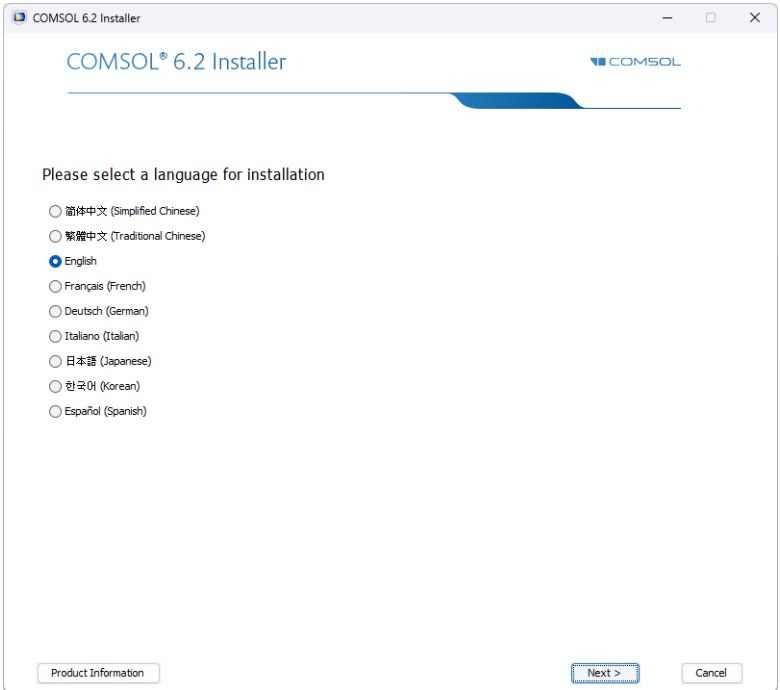 COMSOL 6.2 Installer
COMSOL® 6.2 Installer
COMSOL
Please select a language for installation
简体中文 (Simplified Chinese)
繁體中文 (Traditional Chinese)
English
Français (French)
Deutsch (German)
Italiano (Italian)
日本語 (Japanese)
한국어 (Korean)
Español (Spanish)
Product Information
Next >
Cancel